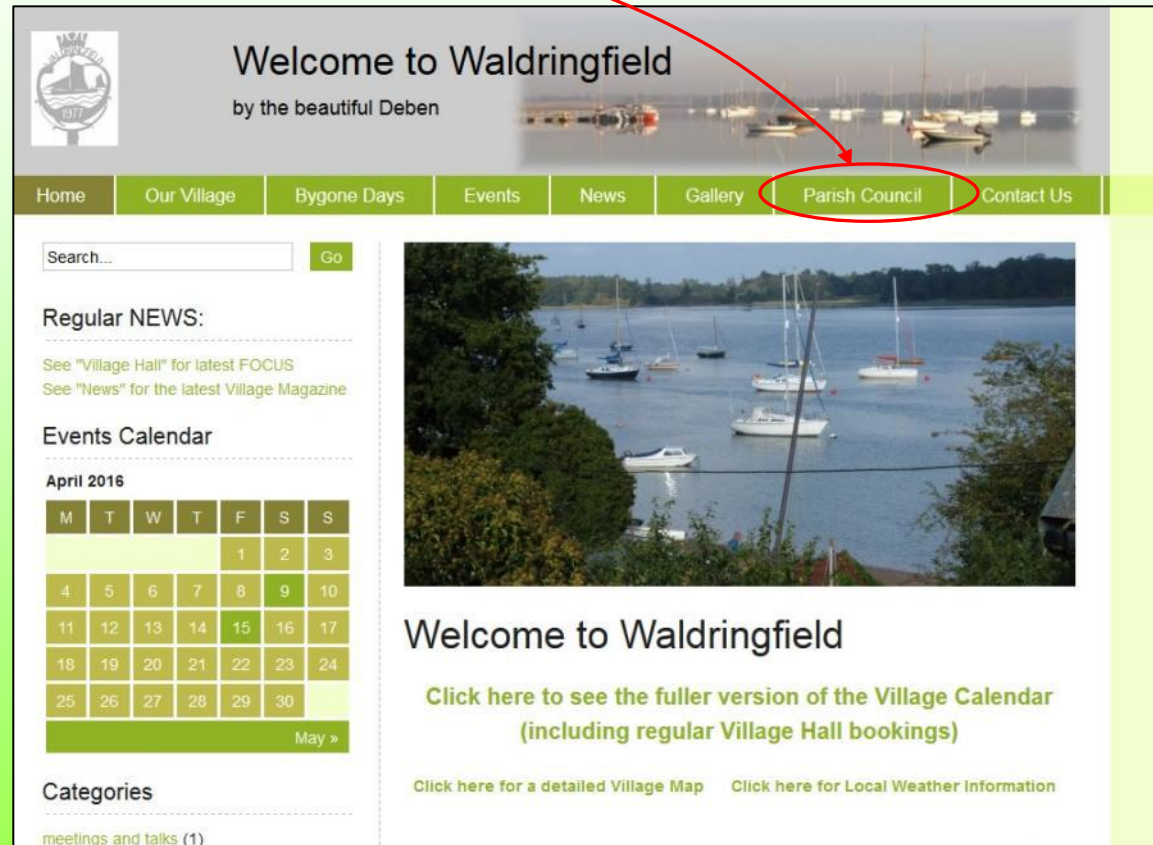 Welcome to Waldringfield
by the beautiful Deben
WALDRINGFIELD
1977
Home Our Village Bygone Days Events News Gallery Parish Council Contact Us
Search... Go
Regular NEWS:
See "Village Hall" for latest FOCUS
See "News" for the latest Village Magazine
Events Calendar
April 2016
M T W T F S S
1 2 3
4 5 6 7 8 9 10
11 12 13 14 15 16 17
18 19 20 21 22 23 24
25 26 27 28 29 30
May »
Categories
meetings and talks (1)
Welcome to Waldringfield
Click here to see the fuller version of the Village Calendar
(including regular Village Hall bookings)
Click here for a detailed Village Map Click here for Local Weather Information